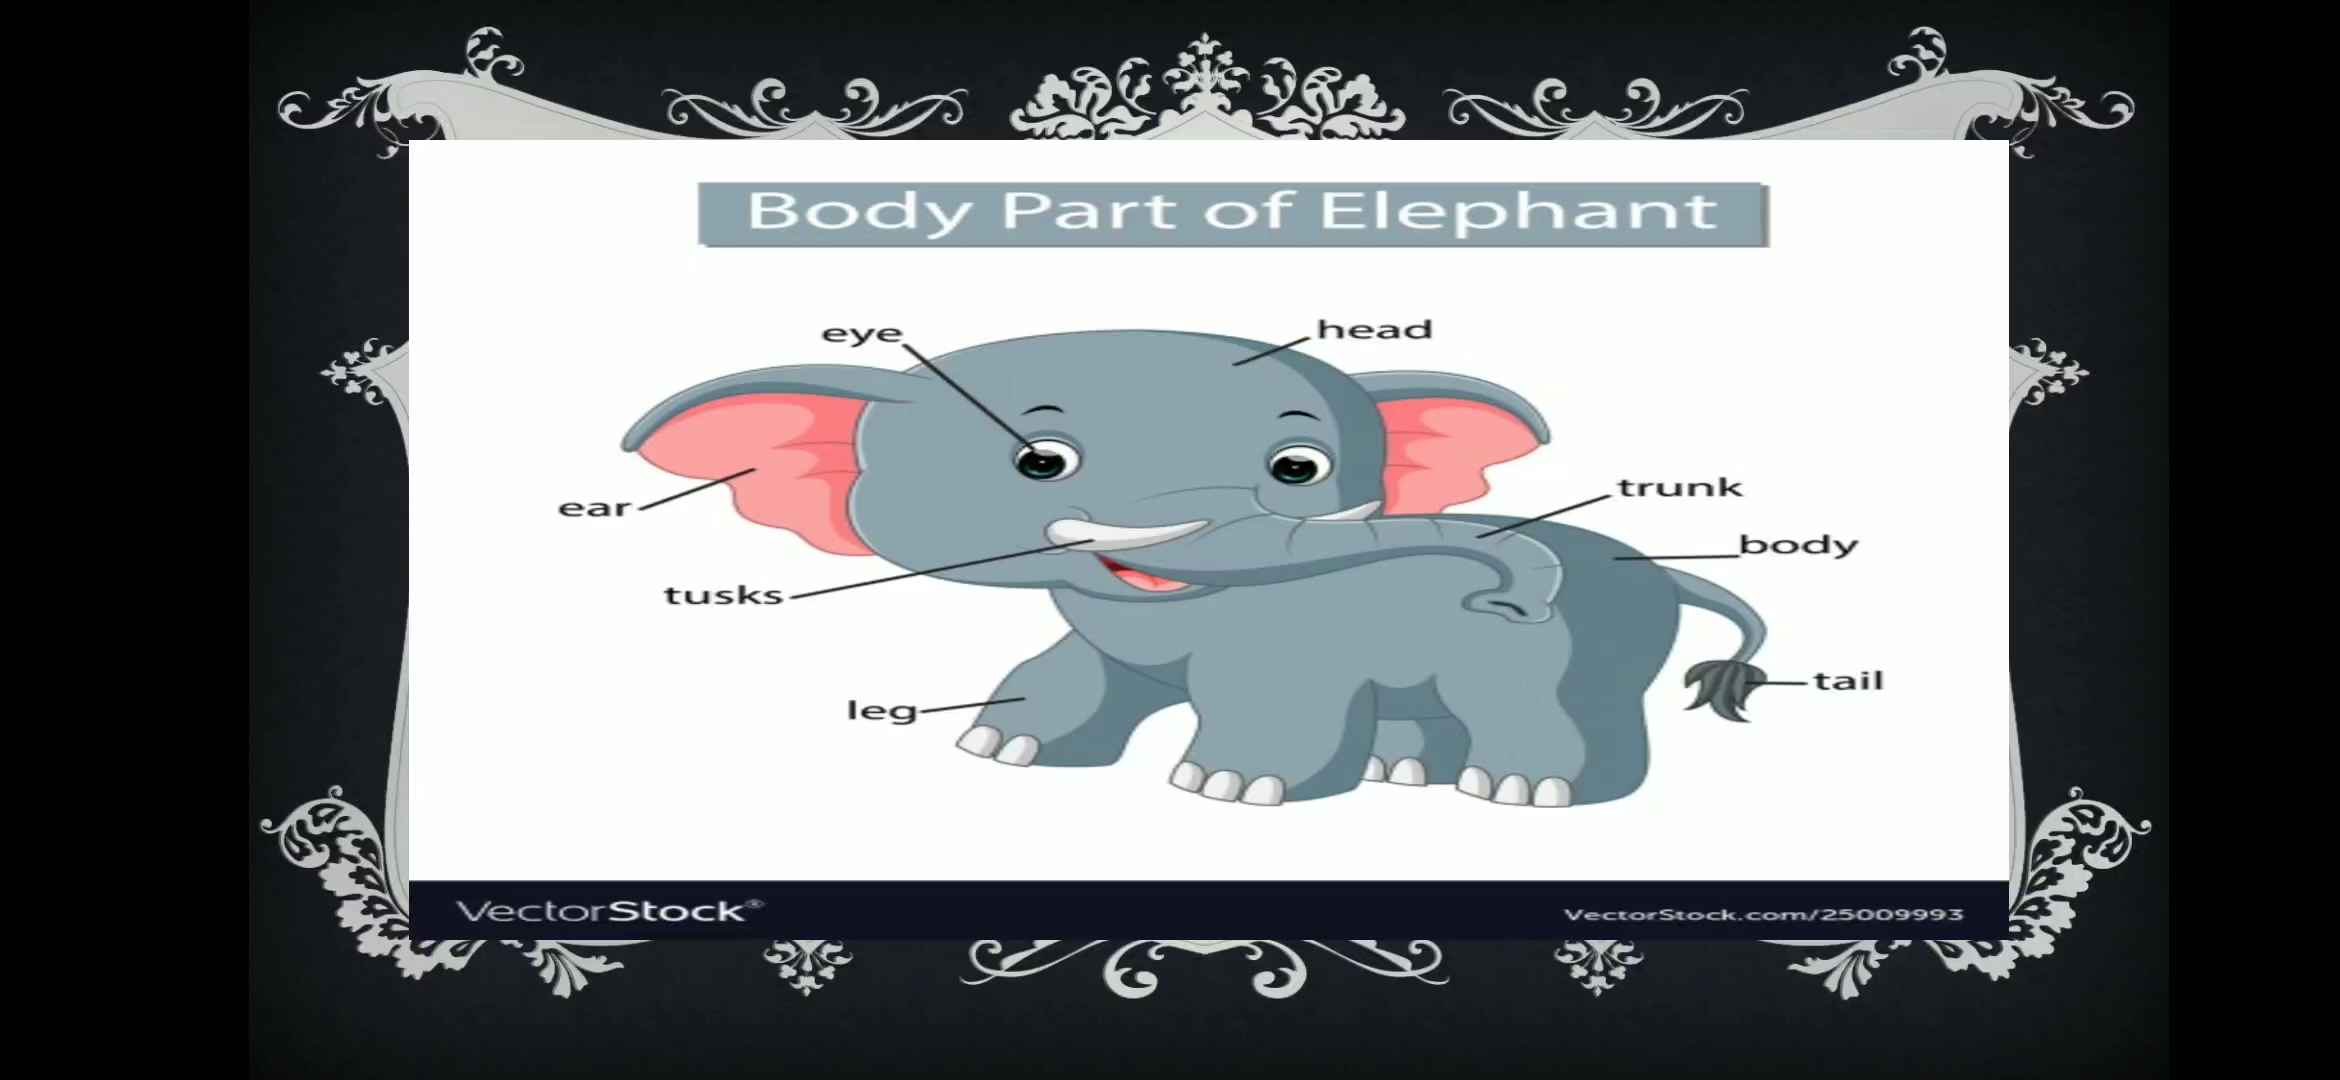 Body Part of Elephant
eye
head
ear
trunk
body
tusks
tail
leg
VectorStock®
VectorStock.com/25009993